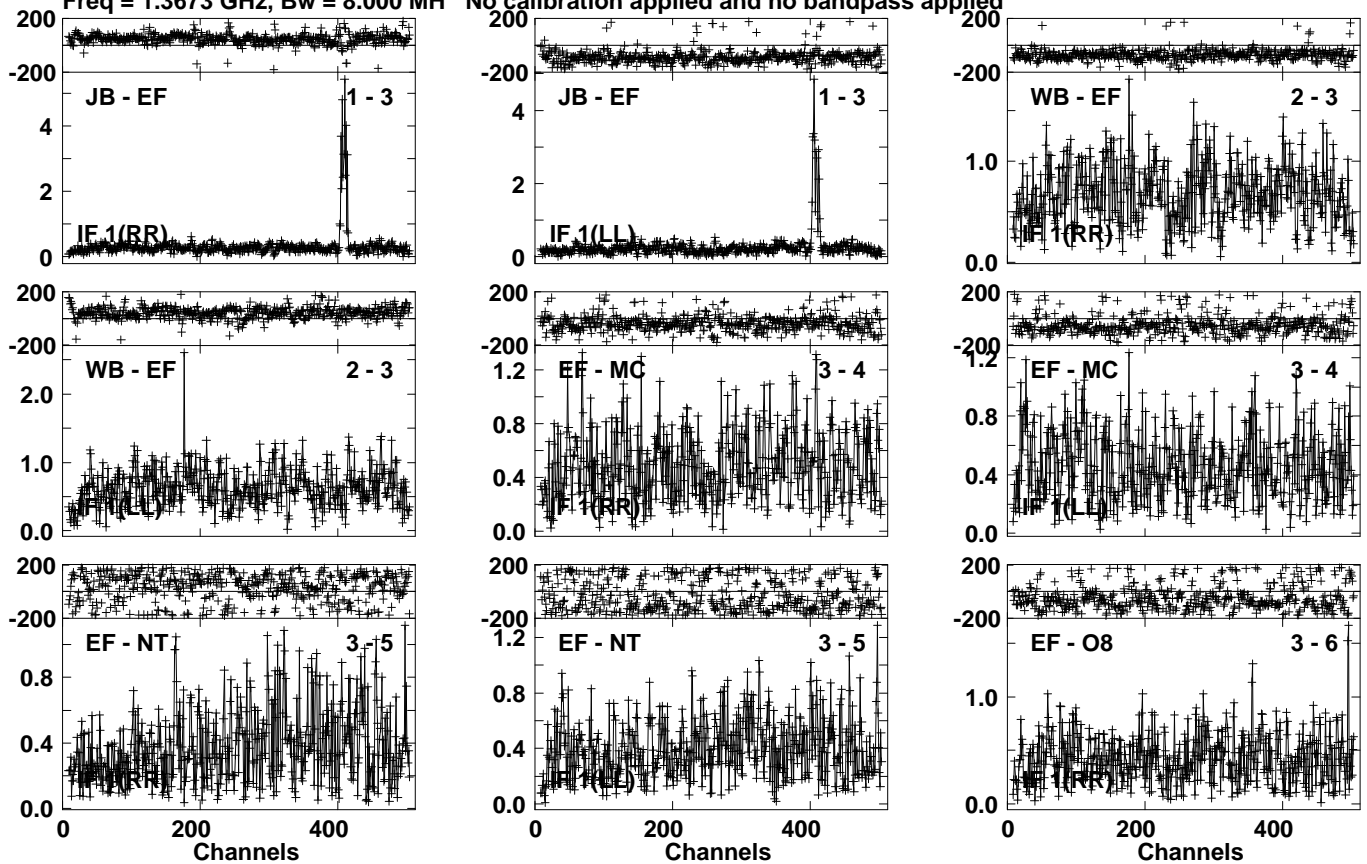 Freq = 1.3673 GHz, Bw = 8.000 MH No calibration applied and no bandpass applied
200
-200
JB - EF 1 - 3
4
2
0
IF 1(RR)
200
-200
JB - EF 1 - 3
4
2
0
IF 1(LL)
200
-200
WB - EF 2 - 3
1.0
0.0
IF 1(RR)
200
-200
WB - EF 2 - 3
2.0
1.0
0.0
IF 1(LL)
200
-200
EF - MC 3 - 4
1.2
0.8
0.4
0.0
IF 1(RR)
200
-200
EF - MC 3 - 4
1.2
0.8
0.4
0.0
IF 1(LL)
200
-200
EF - NT 3 - 5
0.8
0.4
0.0
IF 1(RR)
0 200 400
Channels
200
-200
EF - NT 3 - 5
1.2
0.8
0.4
0.0
IF 1(LL)
0 200 400
Channels
200
-200
EF - O8 3 - 6
1.0
0.0
IF 1(RR)
0 200 400
Channels